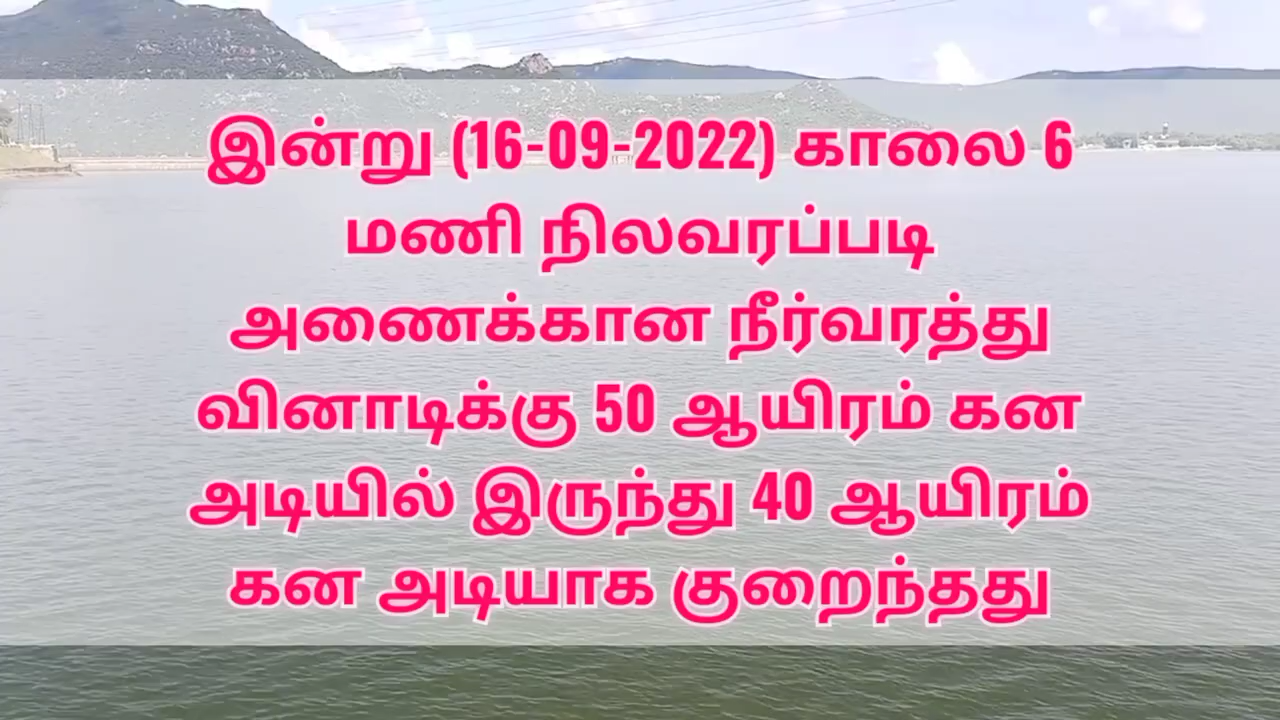 இன்று (16-09-2022) காலை 6
மணி நிலவரப்படி
அணைக்கான நீர்வரத்து
வினாடிக்கு 50 ஆயிரம் கன
அடியில் இருந்து 40 ஆயிரம்
கன அடியாக குறைந்தது